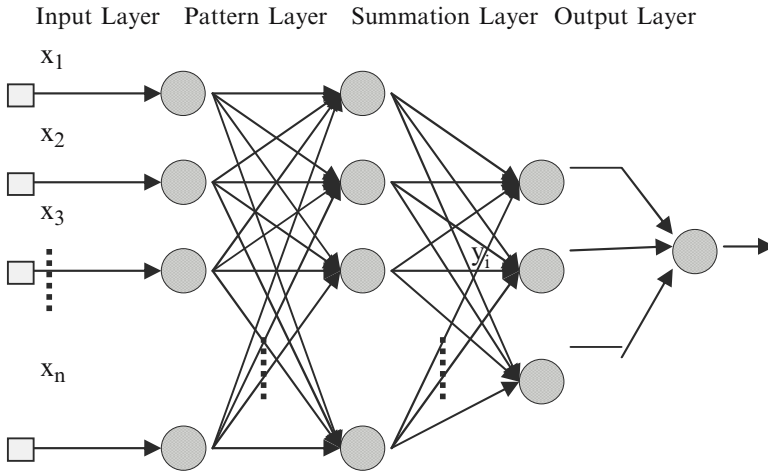 Input Layer Pattern Layer Summation Layer Output Layer
x1
x2
x3
yi
xn